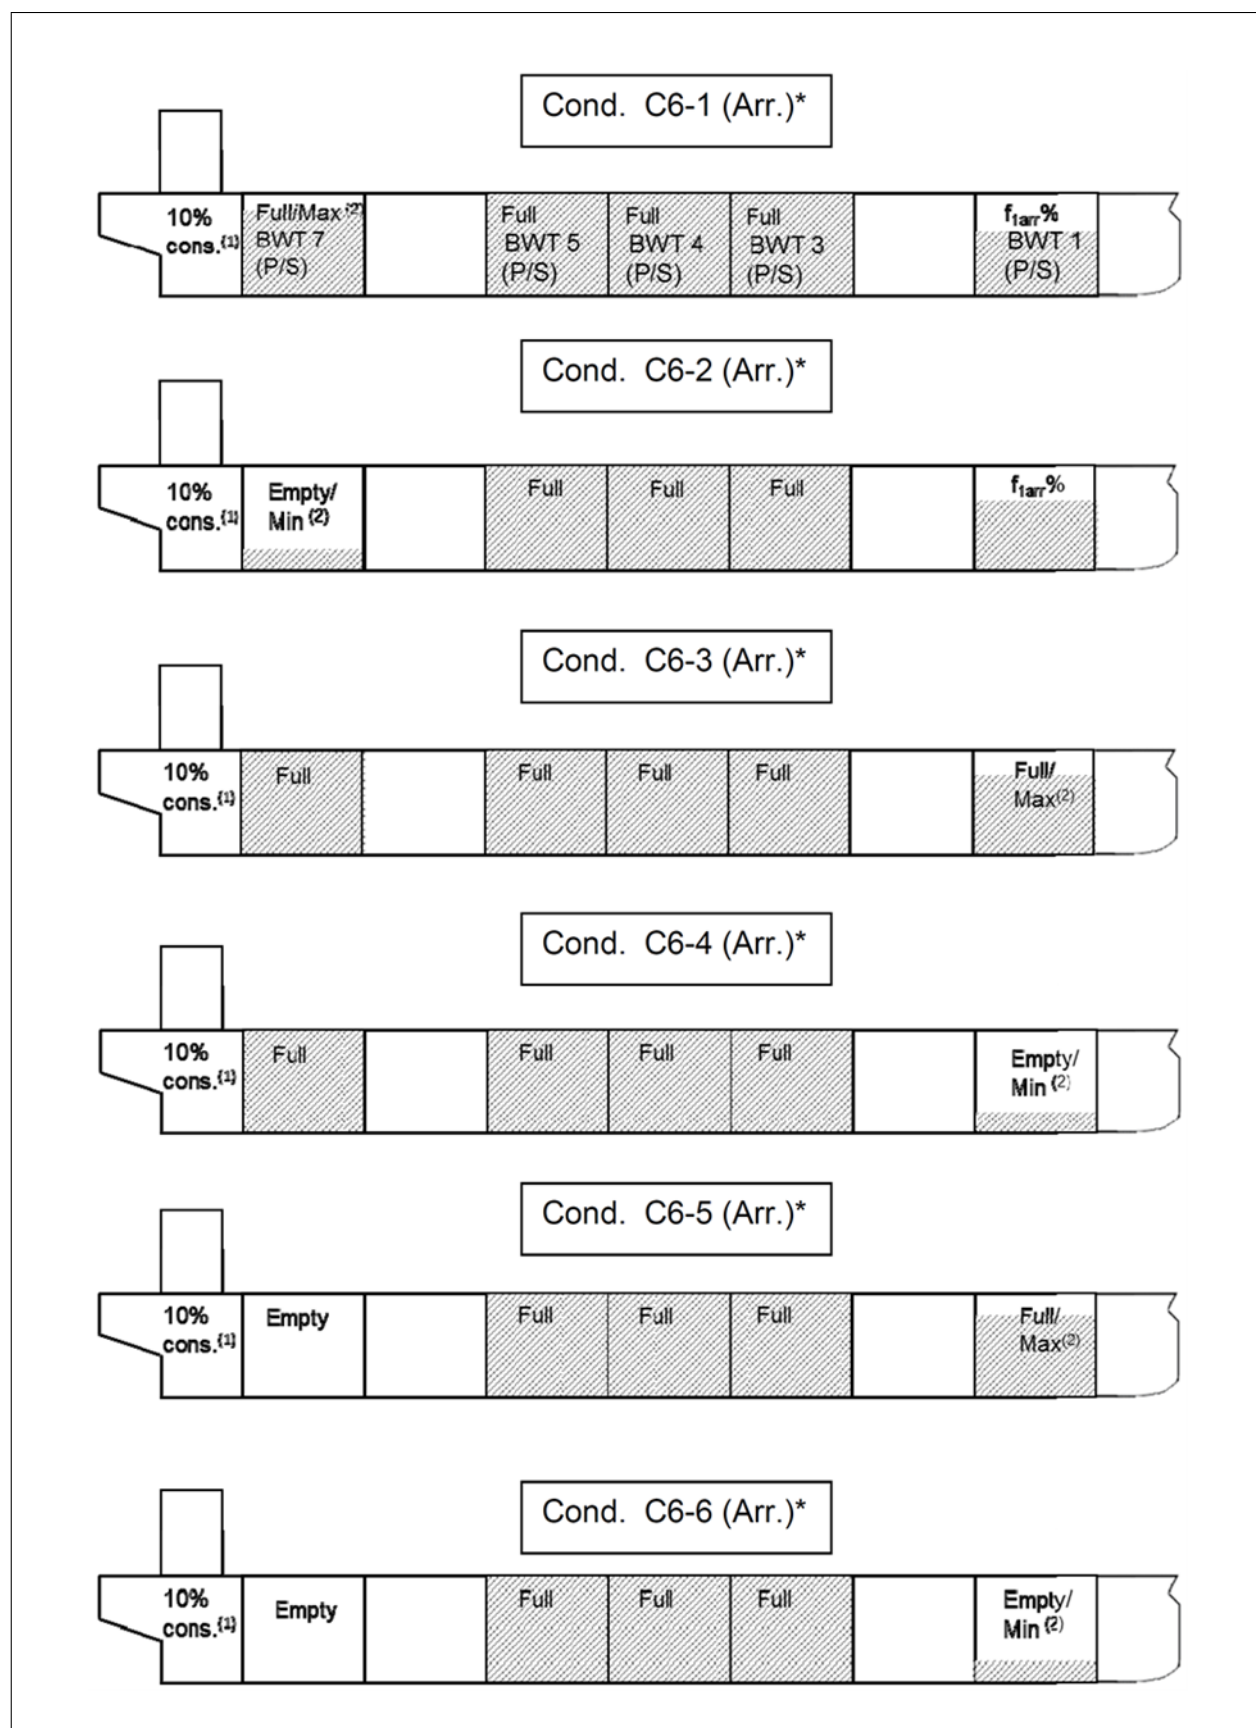 Cond. C6-1 (Arr.)*
10%
cons.{1}
Full/Max{2}
BWT 7
(P/S)
Full
BWT 5
(P/S)
Full
BWT 4
(P/S)
Full
BWT 3
(P/S)
f1arr%
BWT 1
(P/S)
Cond. C6-2 (Arr.)*
10%
cons.{1}
Empty/
Min{2}
Full
Full
Full
f1arr%
Cond. C6-3 (Arr.)*
10%
cons.{1}
Full
Full
Full
Full
Full/
Max(2)
Cond. C6-4 (Arr.)*
10%
cons.{1}
Full
Full
Full
Full
Empty/
Min{2)
Cond. C6-5 (Arr.)*
10%
cons.{1}
Empty
Full
Full
Full
Full/
Max(2)
Cond. C6-6 (Arr.)*
10%
cons.{1}
Empty
Full
Full
Full
Empty/
Min{2)